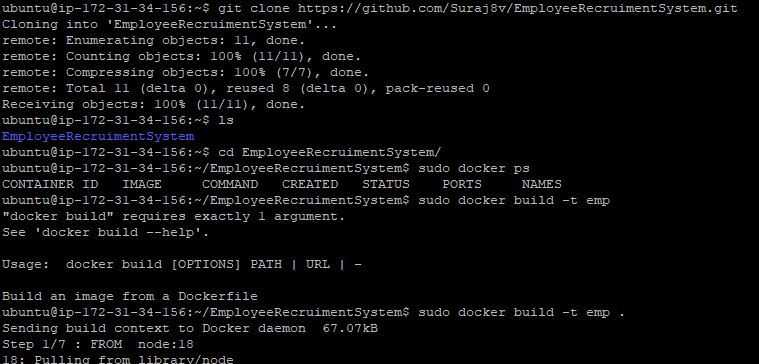 ubuntu@ip-172-31-34-156:~$ git clone https://github.com/Suraj8v/EmployeeRecruimentSystem.git
Cloning into 'EmployeeRecruimentSystem'...
remote: Enumerating objects: 11, done.
remote: Counting objects: 100% (11/11), done.
remote: Compressing objects: 100% (7/7), done.
remote: Total 11 (delta 0), reused 8 (delta 0), pack-reused 0
Receiving objects: 100% (11/11), done.
ubuntu@ip-172-31-34-156:~$ ls
EmployeeRecruimentSystem
ubuntu@ip-172-31-34-156:~$ cd EmployeeRecruimentSystem/
ubuntu@ip-172-31-34-156:~/EmployeeRecruimentSystem$ sudo docker ps
CONTAINER ID   IMAGE     COMMAND   CREATED   STATUS    PORTS     NAMES
ubuntu@ip-172-31-34-156:~/EmployeeRecruimentSystem$ sudo docker build -t emp
"docker build" requires exactly 1 argument.
See 'docker build --help'.
Usage:  docker build [OPTIONS] PATH | URL | -
Build an image from a Dockerfile
ubuntu@ip-172-31-34-156:~/EmployeeRecruimentSystem$ sudo docker build -t emp .
Sending build context to Docker daemon  67.07kB
Step 1/7 : FROM  node:18
18: Pulling from library/node